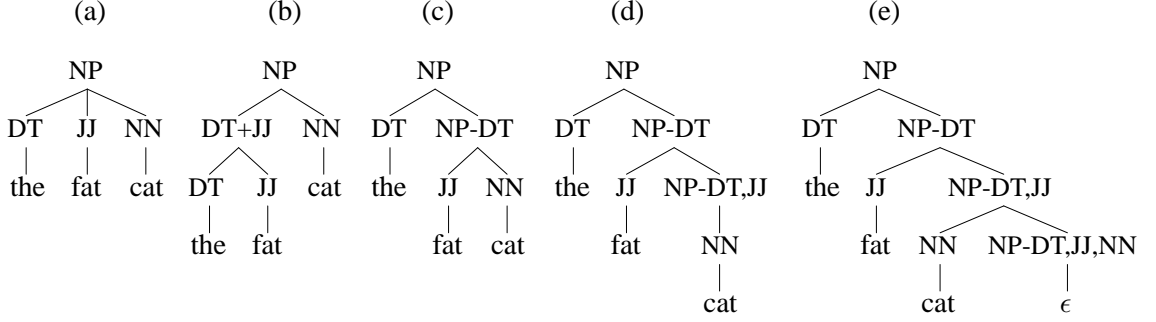 (a) (b) (c) (d) (e)
NP NP NP NP NP
DT JJ NN DT+JJ NN DT NP-DT DT NP-DT DT NP-DT
the fat cat DT JJ cat the JJ NN the JJ NP-DT,JJ the JJ NP-DT,JJ
the fat fat cat fat NN fat NN NP-DT,JJ,NN
cat cat ϵ